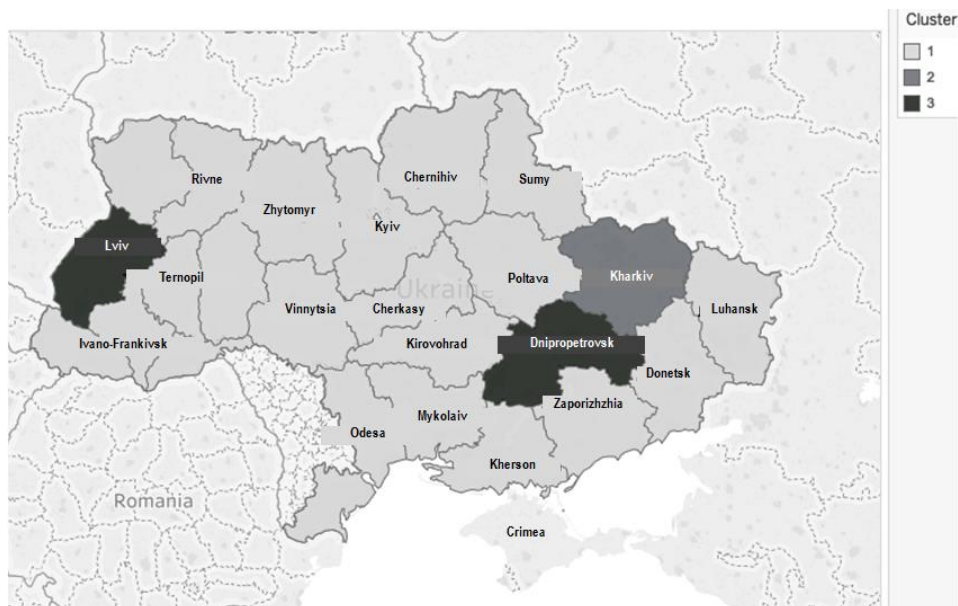 Cluster
1
2
3
Rivne
Chernihiv
Sumy
Zhytomyr
Kyiv
Lviv
Ternopil
Poltava
Kharkiv
Ukraine
Vinnytsia
Cherkasy
Luhansk
Ivano-Frankivsk
Kirovohrad
Dnipropetrovsk
Donetsk
Zaporizhzhia
Mykolaiv
Odesa
Kherson
Romania
Crimea